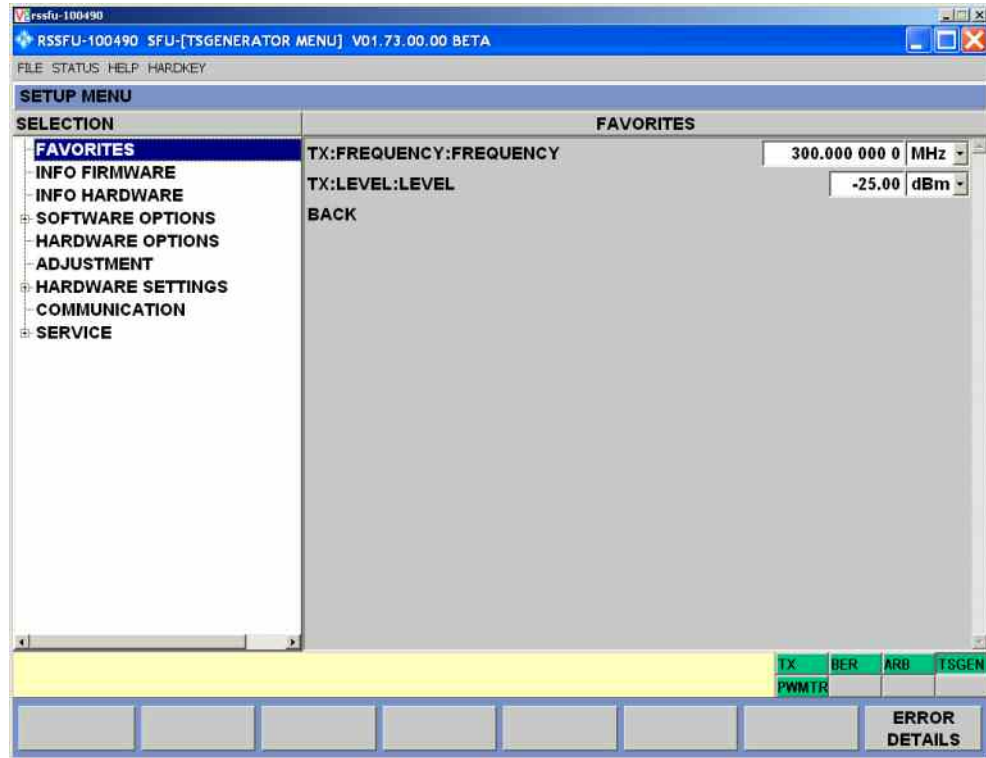 rssfu-100490
RSSFU-100490 SFU-[TSGENERATOR MENU] V01.73.00.00 BETA
FILE STATUS HELP HARDKEY
SETUP MENU
SELECTION
FAVORITES
INFO FIRMWARE
INFO HARDWARE
SOFTWARE OPTIONS
HARDWARE OPTIONS
ADJUSTMENT
HARDWARE SETTINGS
COMMUNICATION
SERVICE
FAVORITES
TX:FREQUENCY:FREQUENCY 300.000 000 0 MHz
TX:LEVEL:LEVEL -25.00 dBm
BACK
TX BER ARB TSGEN
PWMTR
ERROR
DETAILS